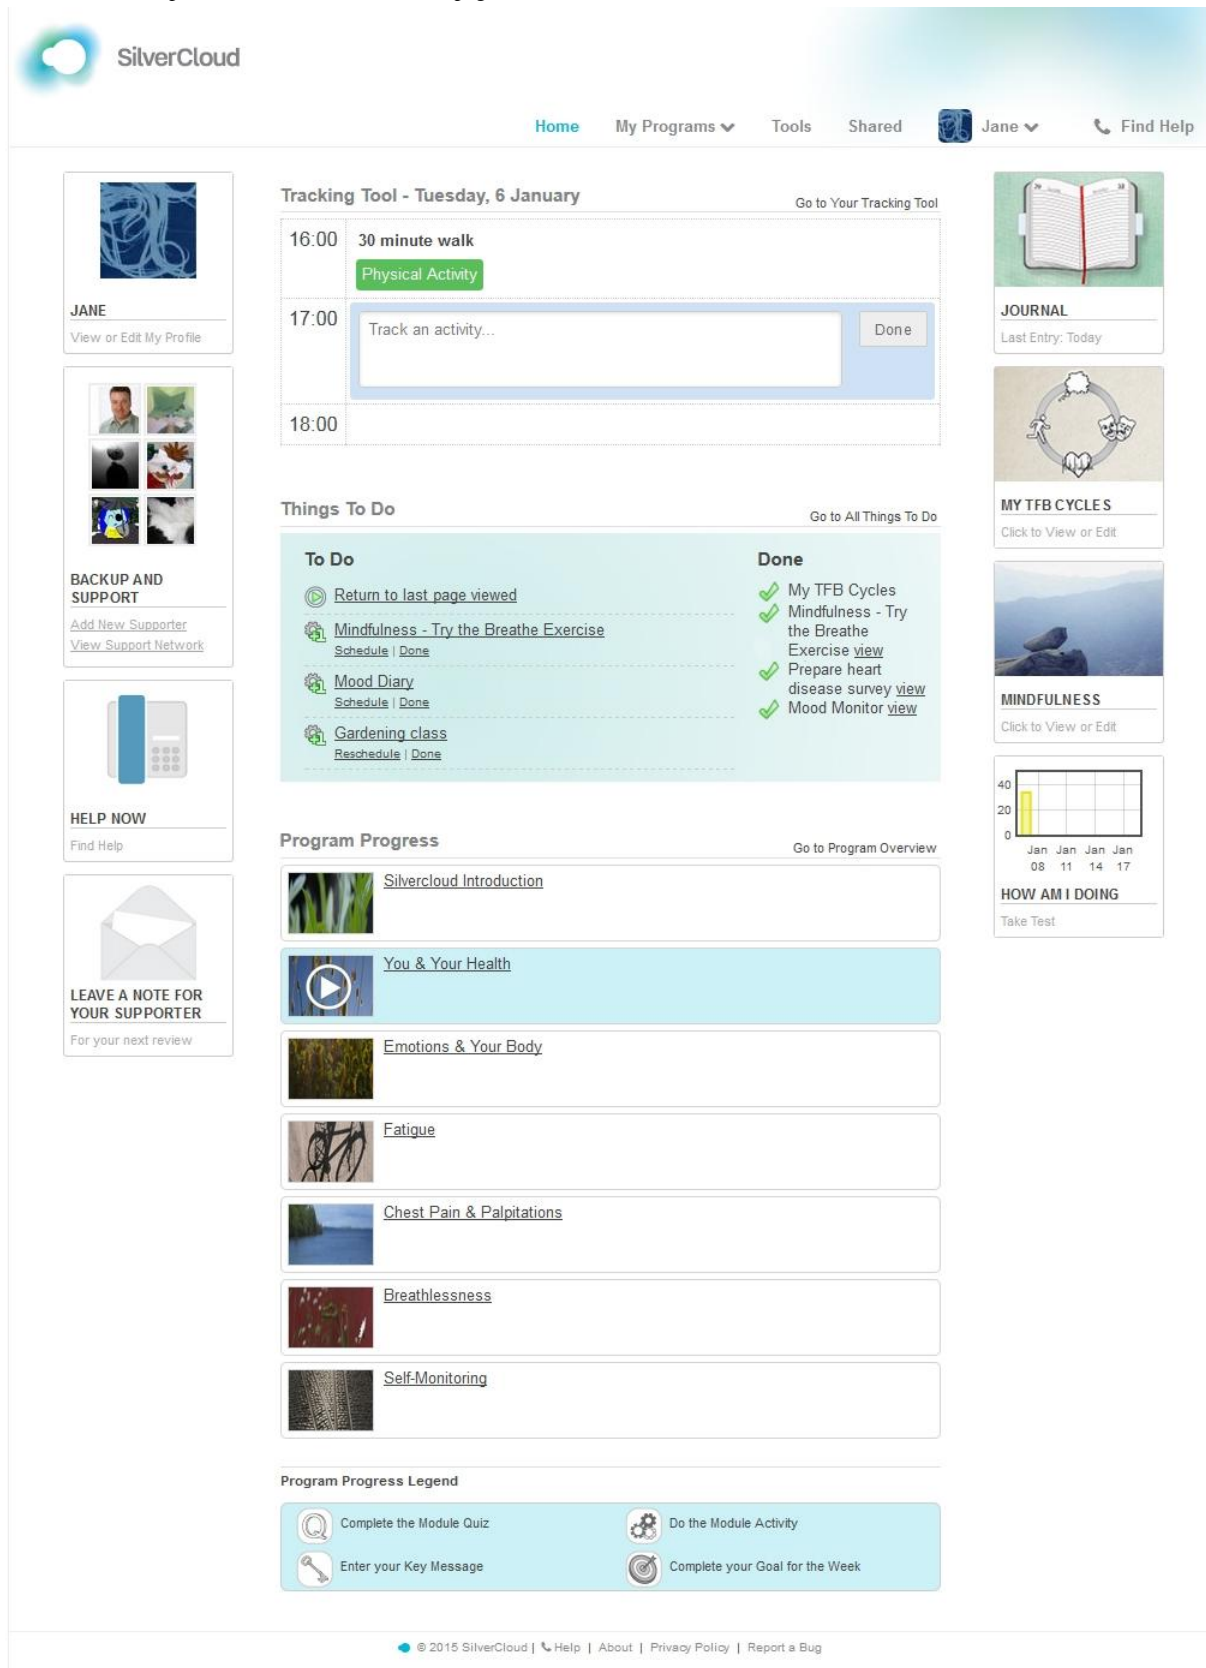 SilverCloud
Home My Programs Tools Shared Jane Find Help
JANE
View or Edit My Profile
BACKUP AND
SUPPORT
Add New Supporter
View Support Network
HELP NOW
Find Help
LEAVE A NOTE FOR
YOUR SUPPORTER
For your next review
Tracking Tool - Tuesday, 6 January Go to Your Tracking Tool
16:00 30 minute walk
Physical Activity
17:00 Track an activity... Done
18:00
Things To Do Go to All Things To Do
To Do
Return to last page viewed
Mindfulness - Try the Breathe Exercise
Schedule | Done
Mood Diary
Schedule | Done
Gardening class
Reschedule | Done
Done
My TFB Cycles
Mindfulness - Try
the Breathe
Exercise view
Prepare heart
disease survey view
Mood Monitor view
Program Progress Go to Program Overview
Silvercloud Introduction
You & Your Health
Emotions & Your Body
Fatigue
Chest Pain & Palpitations
Breathlessness
Self-Monitoring
Program Progress Legend
Complete the Module Quiz Do the Module Activity
Enter your Key Message Complete your Goal for the Week
JOURNAL
Last Entry: Today
MY TFB CYCLES
Click to View or Edit
MINDFULNESS
Click to View or Edit
40
20
0
Jan Jan Jan Jan
08 11 14 17
HOW AM I DOING
Take Test
© 2015 SilverCloud | Help | About | Privacy Policy | Report a Bug